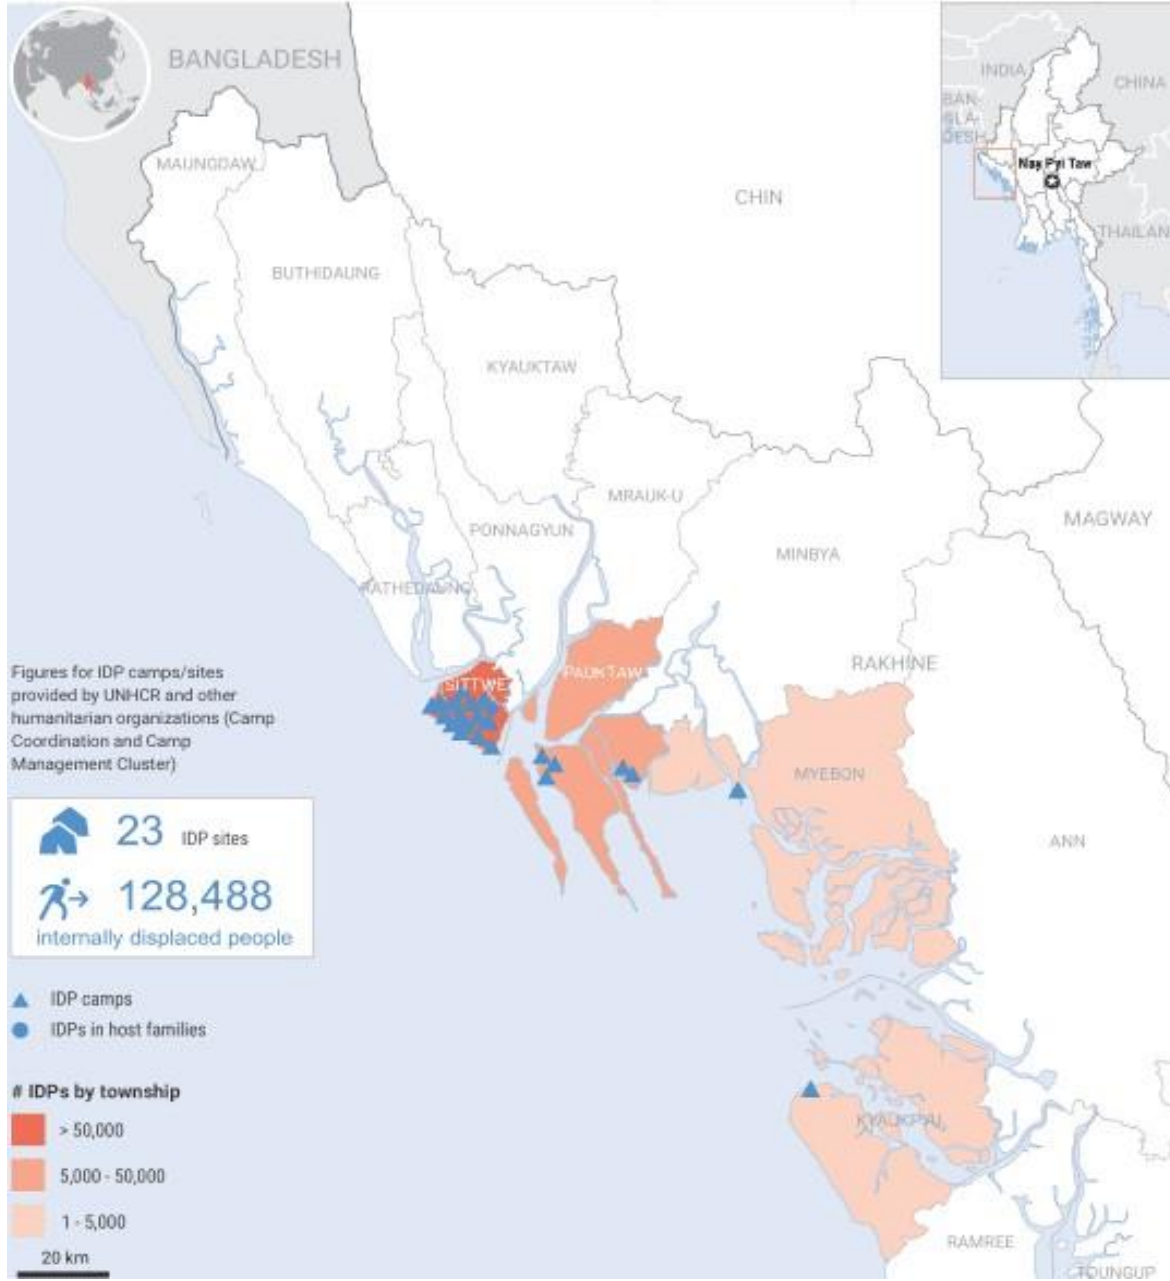 BANGLADESH
INDIA
CHINA
BAN-
GLA-
DESH
Nay Pyi Taw
THAILAN
MAUNGDAW
CHIN
BUTHIDAUNG
KYAUKTAW
MRAUK-U
MAGWAY
PONNAGYUN
MINBYA
RATHEDAUNG
RAKHINE
PAUKTAW
SITTWE
Figures for IDP camps/sites
provided by UNHCR and other
humanitarian organizations (Camp
Coordination and Camp
Management Cluster)
MYEBON
23 IDP sites
ANN
128,488
internally displaced people
IDP camps
IDPs in host families
# IDPs by township
> 50,000
KYAUKPYU
5,000 - 50,000
1 - 5,000
RAMREE
20 km
TOUNGUP